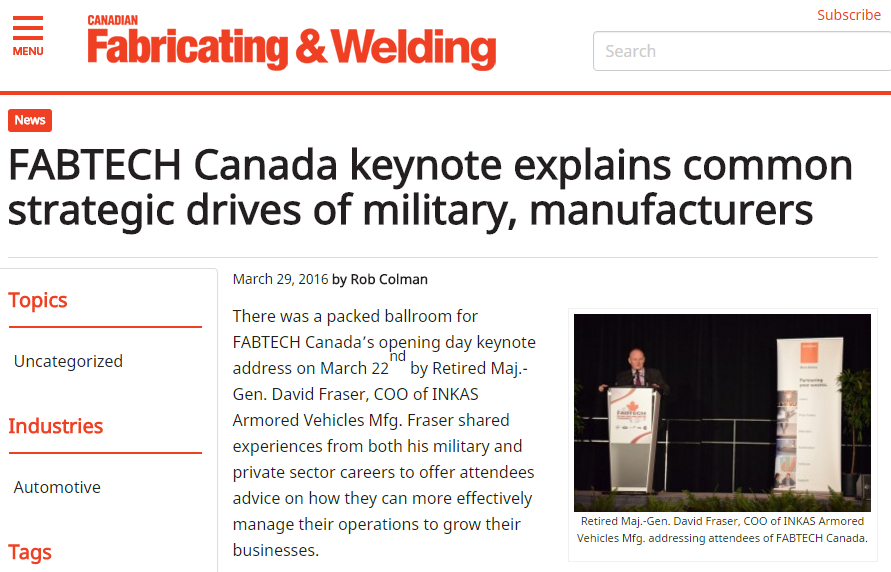 MENU
CANADIAN
Fabricating & Welding
Subscribe
Search
News
FABTECH Canada keynote explains common
strategic drives of military, manufacturers
Topics
Uncategorized
Industries
Automotive
Tags
March 29, 2016 by Rob Colman
There was a packed ballroom for
FABTECH Canada’s opening day keynote
address on March 22nd by Retired Maj.-
Gen. David Fraser, COO of INKAS
Armored Vehicles Mfg. Fraser shared
experiences from both his military and
private sector careers to offer attendees
advice on how they can more effectively
manage their operations to grow their
businesses.
FABTECH
Retired Maj.-Gen. David Fraser, COO of INKAS Armored
Vehicles Mfg. addressing attendees of FABTECH Canada.